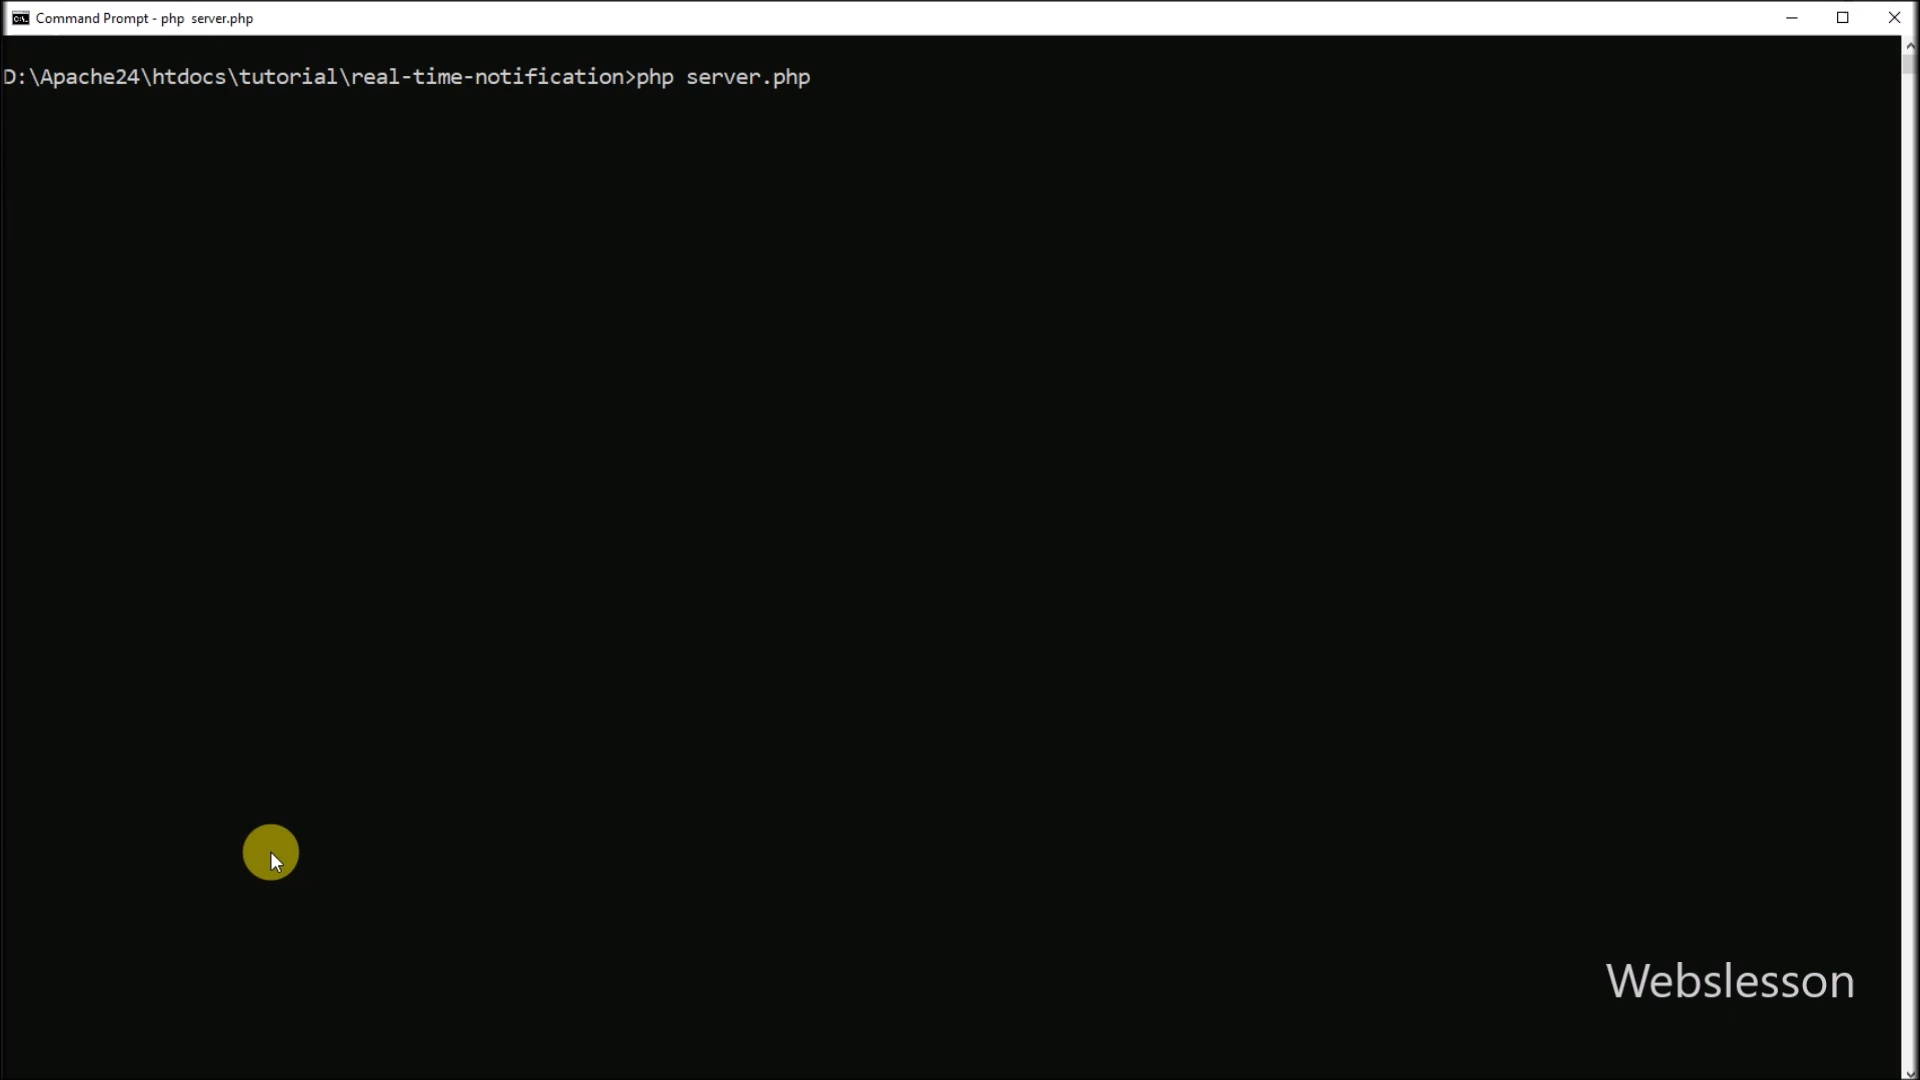 Command Prompt - php  server.php
D:\Apache24\htdocs\tutorial\real-time-notification>php server.php
Webslesson